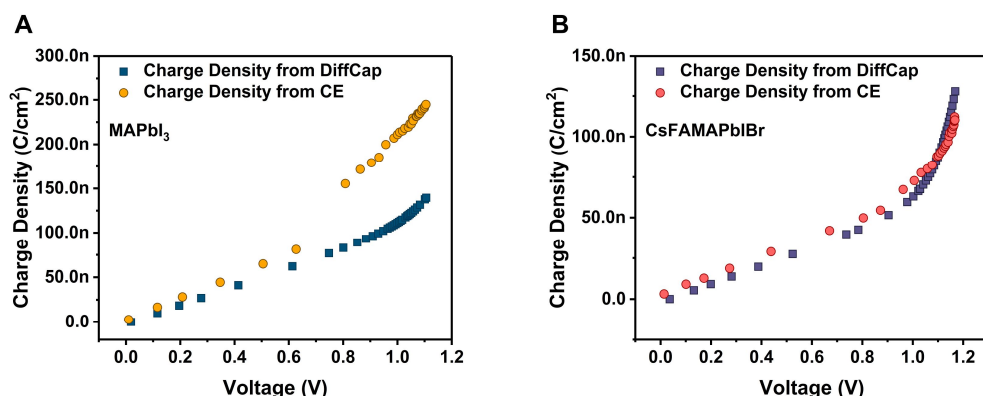 A
300.0n
250.0n
200.0n
150.0n
100.0n
50.0n
0.0
Charge Density (C/cm²)
Charge Density from DiffCap
Charge Density from CE
MAPbI₃
0.0 0.2 0.4 0.6 0.8 1.0 1.2
Voltage (V)
B
150.0n
100.0n
50.0n
0.0
Charge Density (C/cm²)
Charge Density from DiffCap
Charge Density from CE
CsFAMAPbIBr
0.0 0.2 0.4 0.6 0.8 1.0 1.2
Voltage (V)